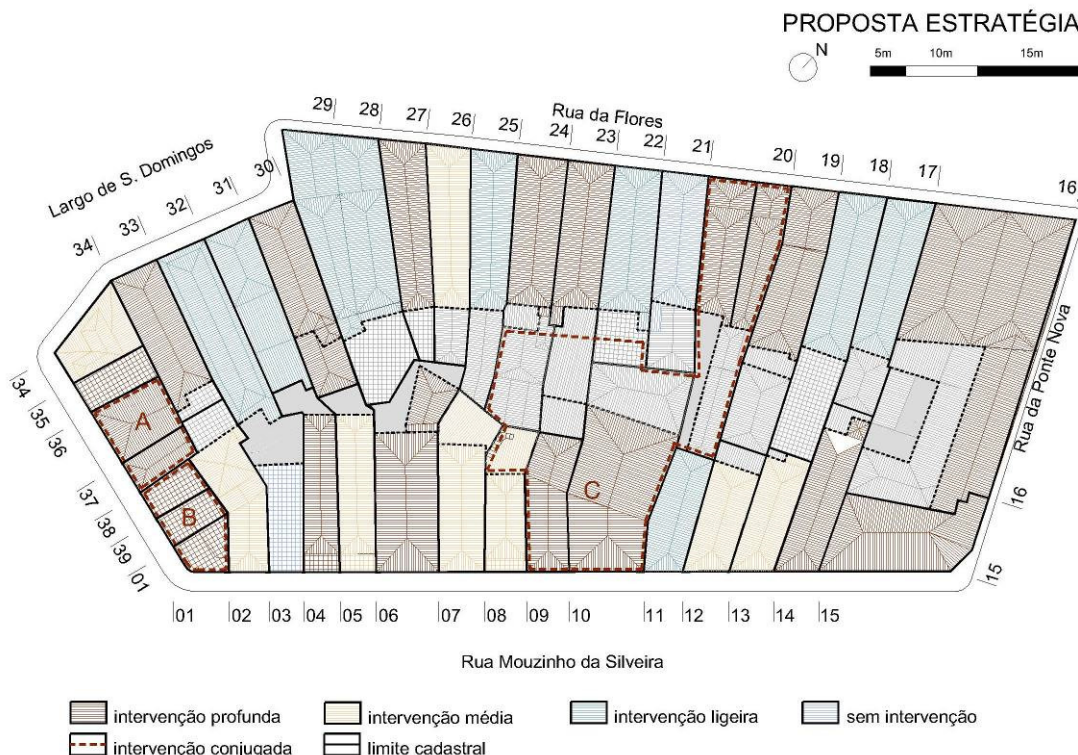 PROPOSTA ESTRATÉGIA
N
5m 10m 15m
Rua da Flores
29 28 27 26 25 24 23 22 21 20 19 18 17 16
Largo de S. Domingos
34 33 32 31 30
34 35 36 37 38 39 01
A
B
C
Rua da Ponte Nova
16
15
01 02 03 04 05 06 07 08 09 10 11 12 13 14 15
Rua Mouzinho da Silveira
intervenção profunda intervenção média intervenção ligeira sem intervenção
intervenção conjugada limite cadastral